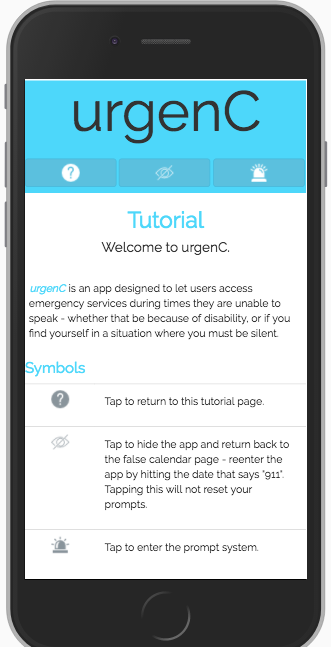 urgenC
Tutorial
Welcome to urgenC.
urgenC is an app designed to let users access
emergency services during times they are unable to
speak - whether that be because of disability, or if you
find yourself in a situation where you must be silent.
Symbols
Tap to return to this tutorial page.
Tap to hide the app and return back to
the false calendar page - reenter the
app by hitting the date that says "911".
Tapping this will not reset your
prompts.
Tap to enter the prompt system.